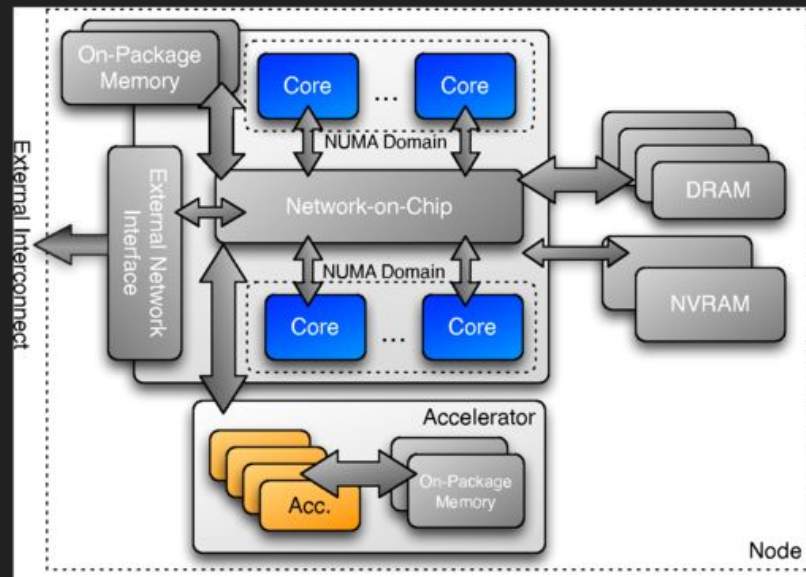 On-Package
Memory
Core
...
Core
NUMA Domain
External Interconnect
External Network
Interface
Network-on-Chip
DRAM
NVRAM
NUMA Domain
Core
...
Core
Accelerator
Acc.
On-Package
Memory
Node